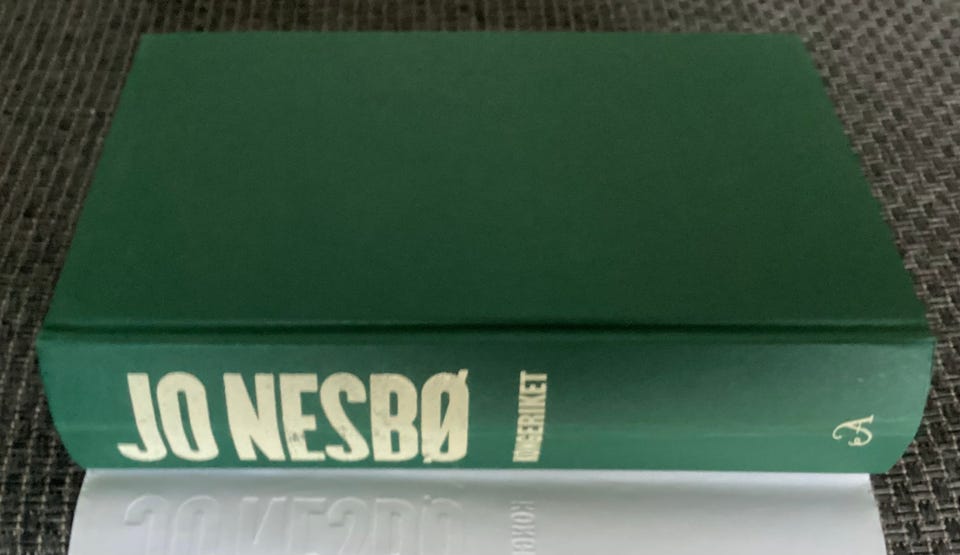 JO NESBØ
KONGERIKET
A